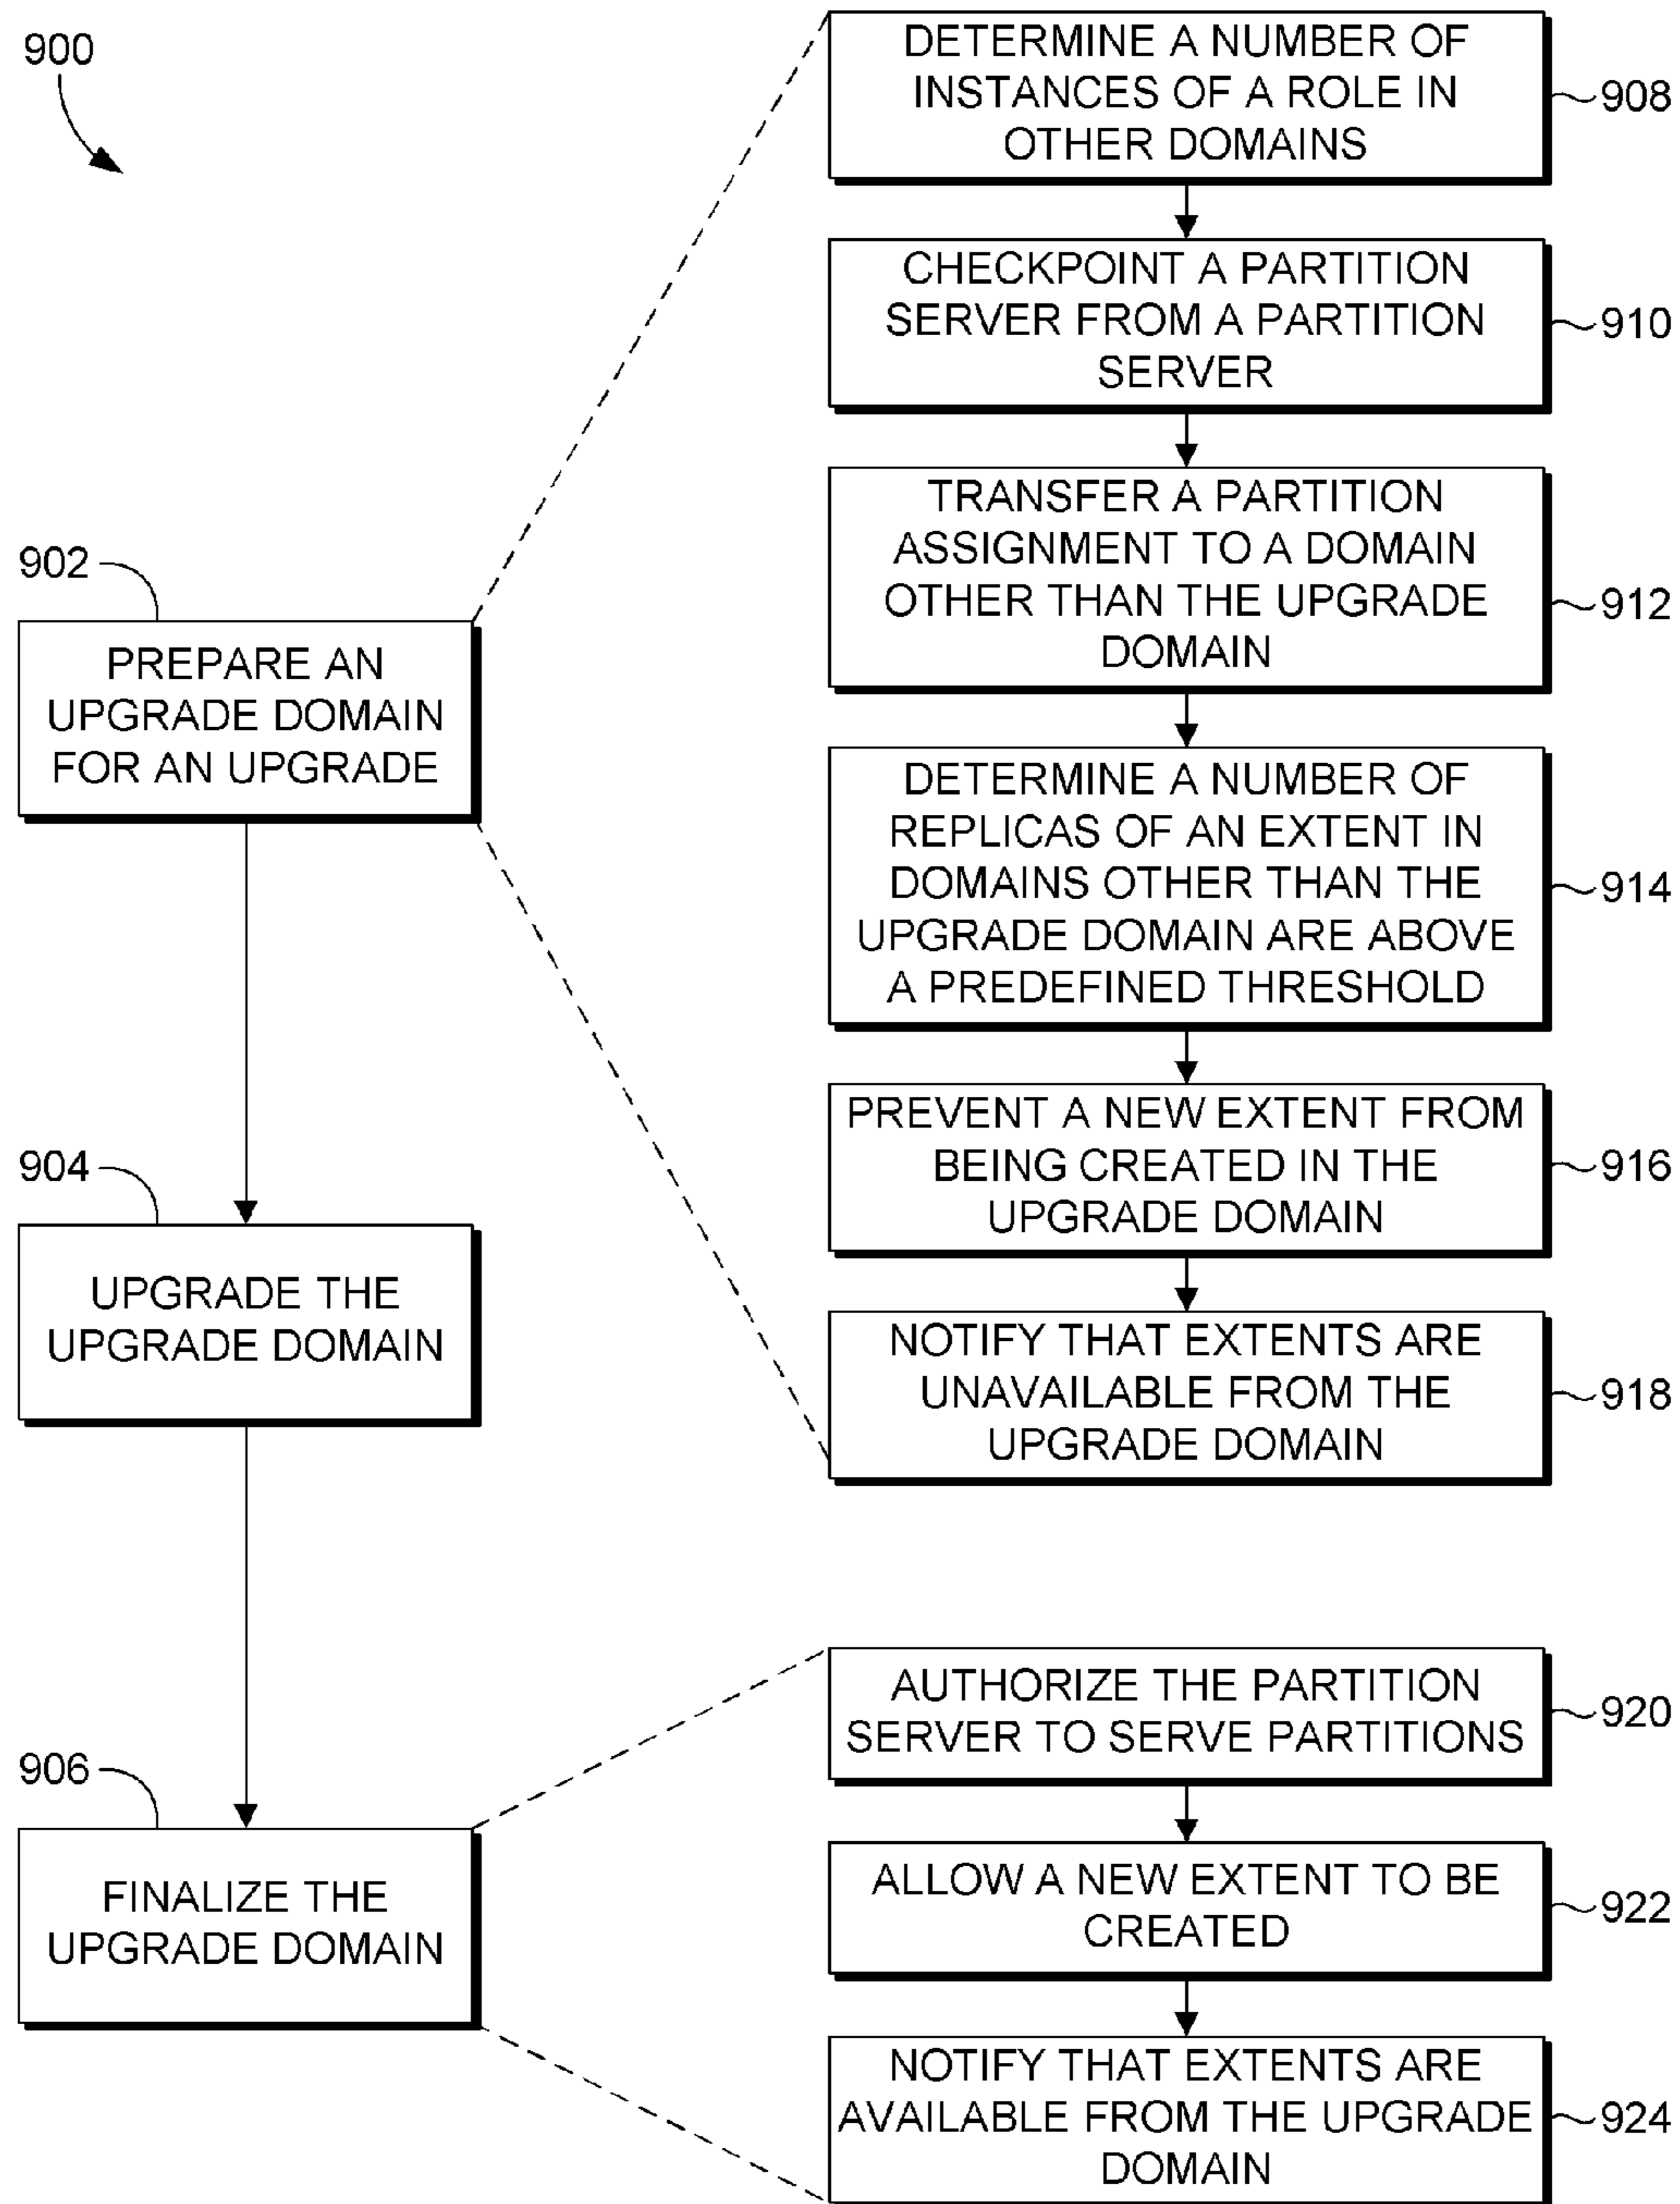 900
902
PREPARE AN
UPGRADE DOMAIN
FOR AN UPGRADE
904
UPGRADE THE
UPGRADE DOMAIN
906
FINALIZE THE
UPGRADE DOMAIN
DETERMINE A NUMBER OF
INSTANCES OF A ROLE IN
OTHER DOMAINS
908
CHECKPOINT A PARTITION
SERVER FROM A PARTITION
SERVER
910
TRANSFER A PARTITION
ASSIGNMENT TO A DOMAIN
OTHER THAN THE UPGRADE
DOMAIN
912
DETERMINE A NUMBER OF
REPLICAS OF AN EXTENT IN
DOMAINS OTHER THAN THE
UPGRADE DOMAIN ARE ABOVE
A PREDEFINED THRESHOLD
914
PREVENT A NEW EXTENT FROM
BEING CREATED IN THE
UPGRADE DOMAIN
916
NOTIFY THAT EXTENTS ARE
UNAVAILABLE FROM THE
UPGRADE DOMAIN
918
AUTHORIZE THE PARTITION
SERVER TO SERVE PARTITIONS
920
ALLOW A NEW EXTENT TO BE
CREATED
922
NOTIFY THAT EXTENTS ARE
AVAILABLE FROM THE UPGRADE
DOMAIN
924